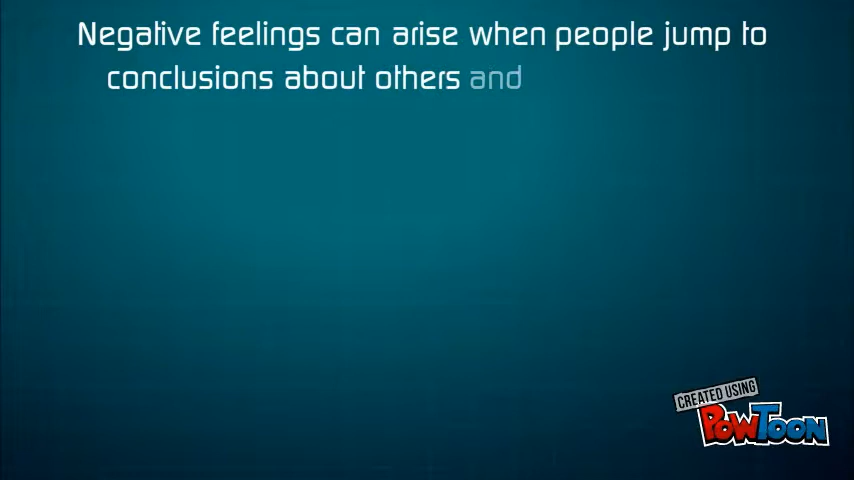 Negative feelings can arise when people jump to
conclusions about others and
CREATED USING
POWTOON